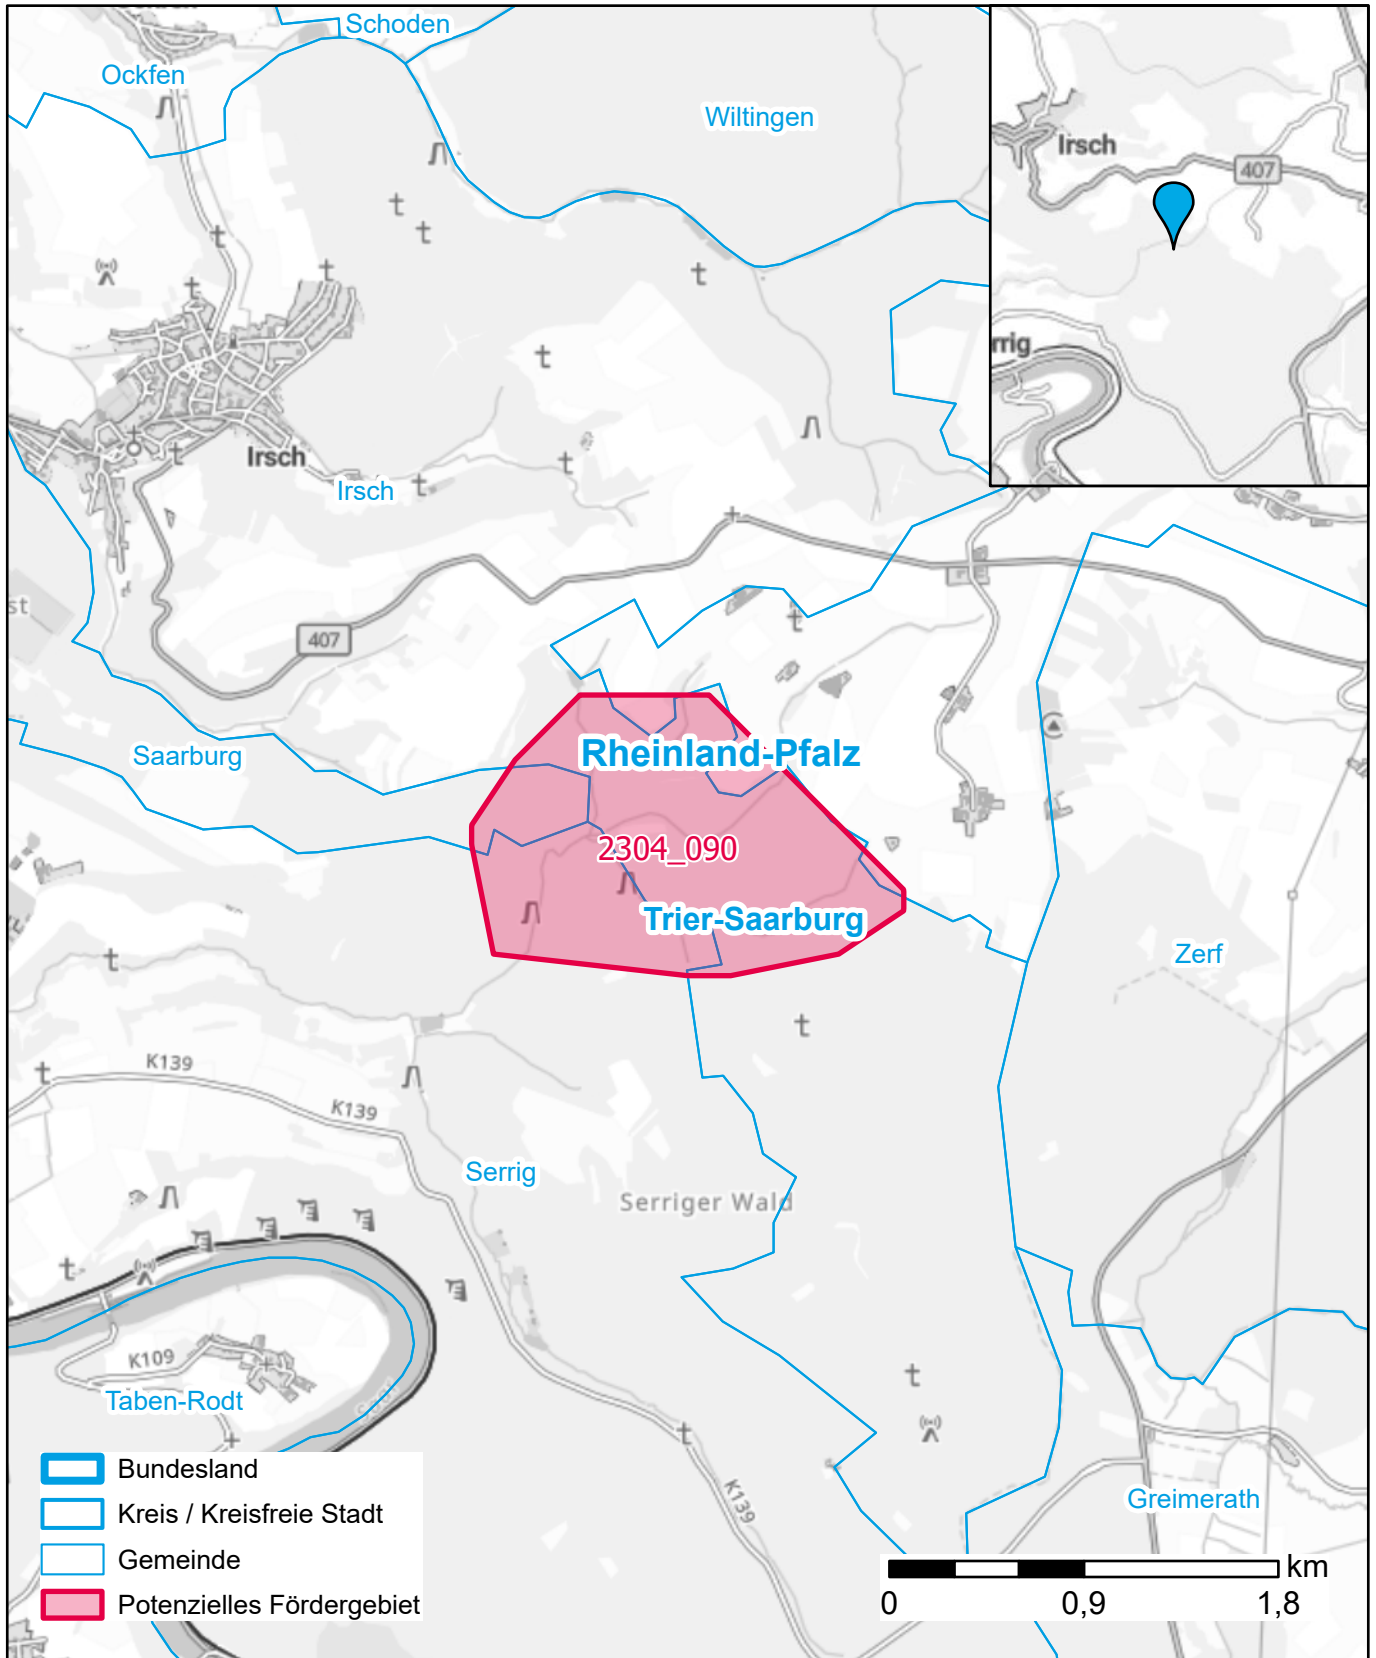 Schoden
Ockfen
Wiltingen
Irsch
407
rrig
Irsch
Irsch
st
407
Saarburg
Rheinland-Pfalz
2304_090
Trier-Saarburg
Zerf
K139
K139
Serrig
Serriger Wald
K109
Taben-Rodt
K139
Greimerath
Bundesland
Kreis / Kreisfreie Stadt
Gemeinde
Potenzielles Fördergebiet
km
0 0,9 1,8